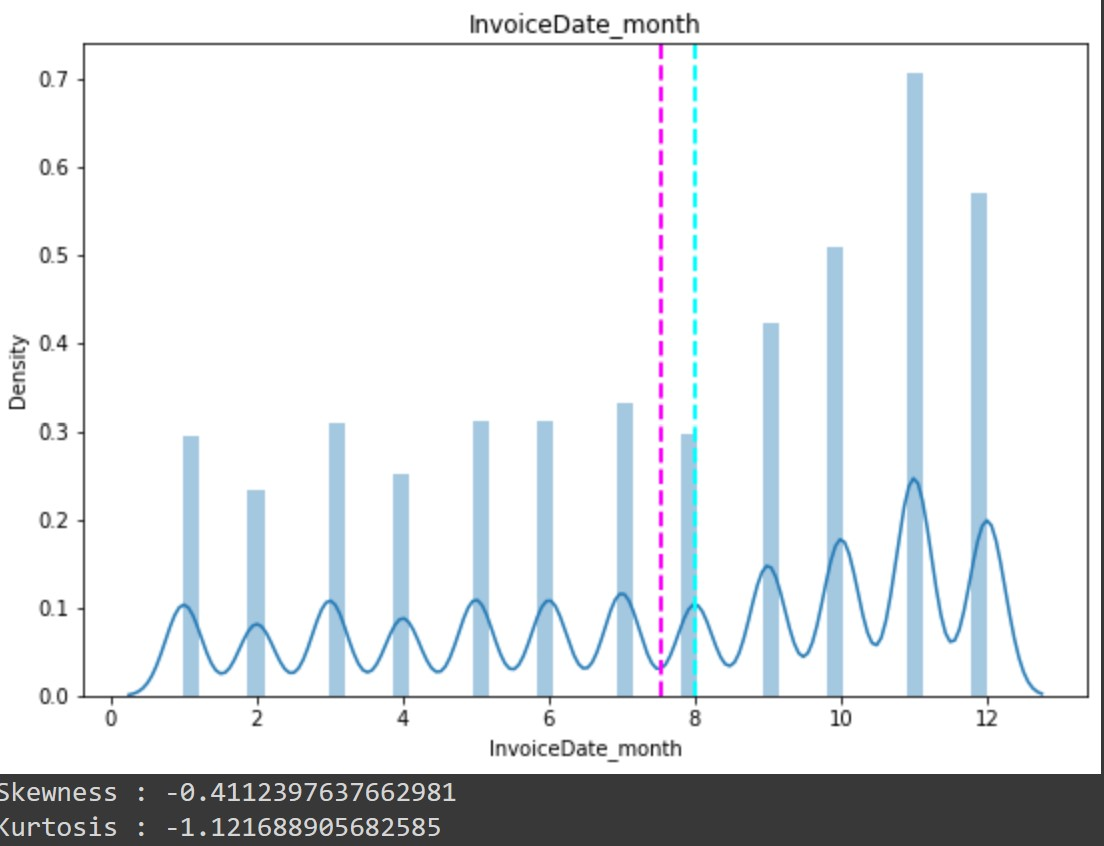 InvoiceDate_month
0.7
0.6
0.5
0.4
0.3
0.2
0.1
0.0
Density
0 2 4 6 8 10 12
InvoiceDate_month
Skewness : -0.4112397637662981
Kurtosis : -1.121688905682585